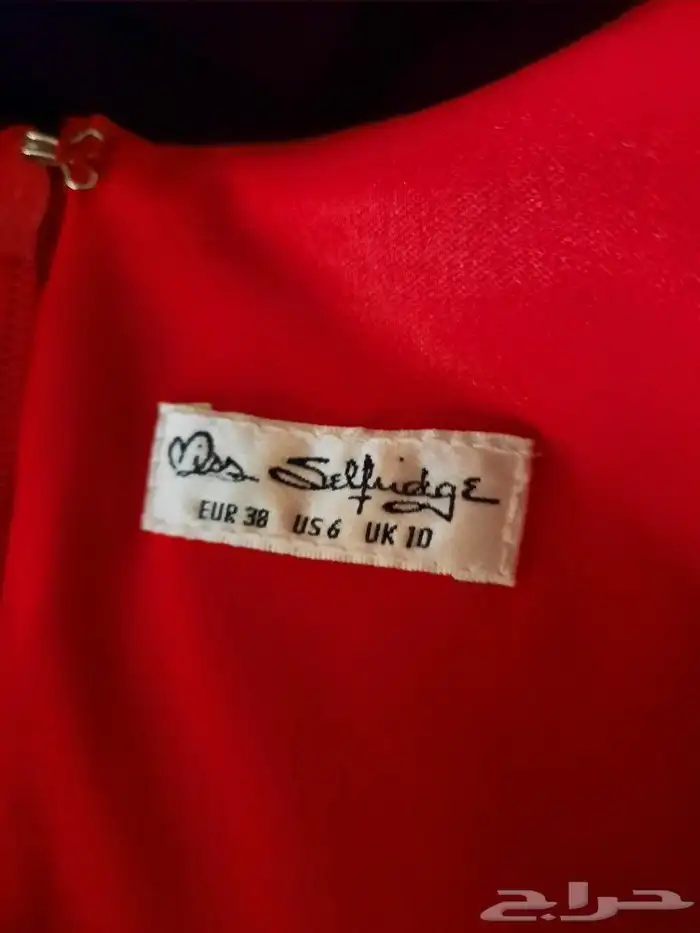 Miss Selfridge
EUR 38 US 6 UK 10
حراج